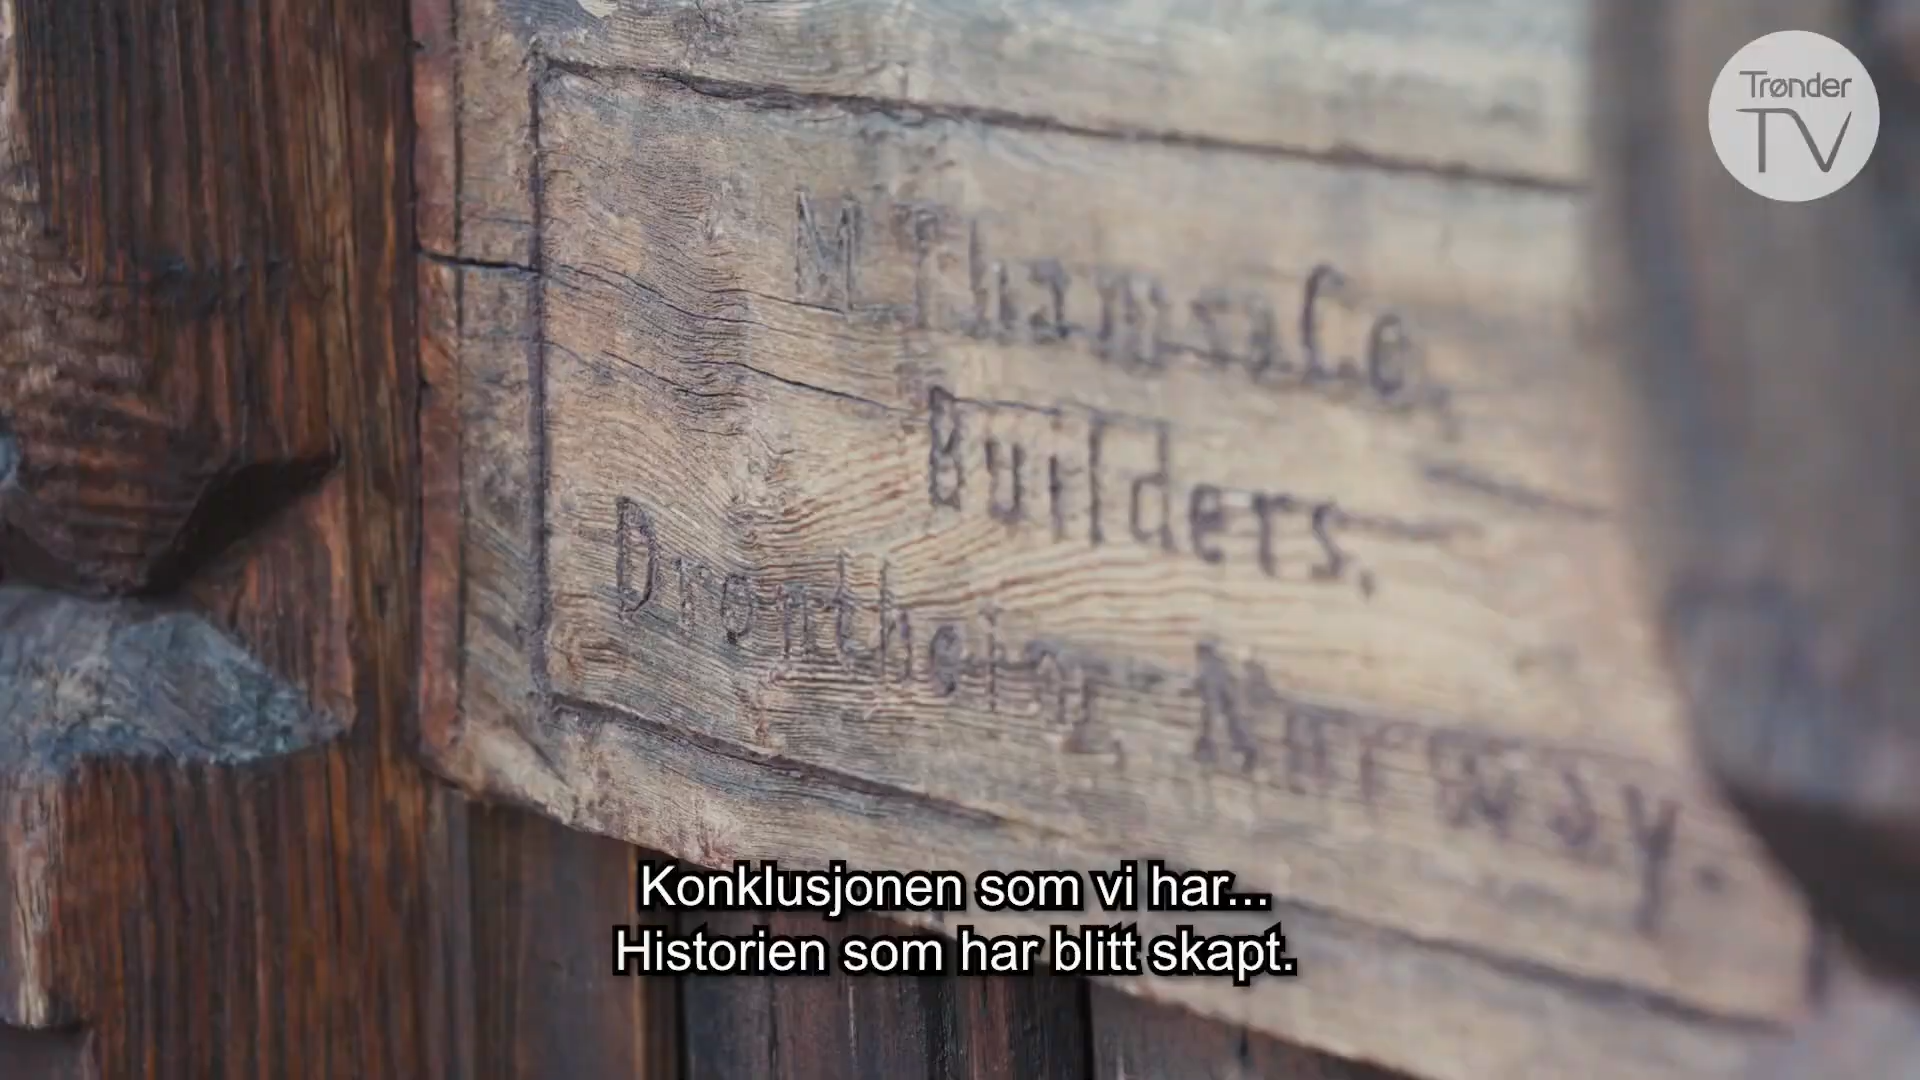 Trønder
TV
M Thams & Co.
Builders,
Drontheim, Norway.
Konklusjonen som vi har...
Historien som har blitt skapt.